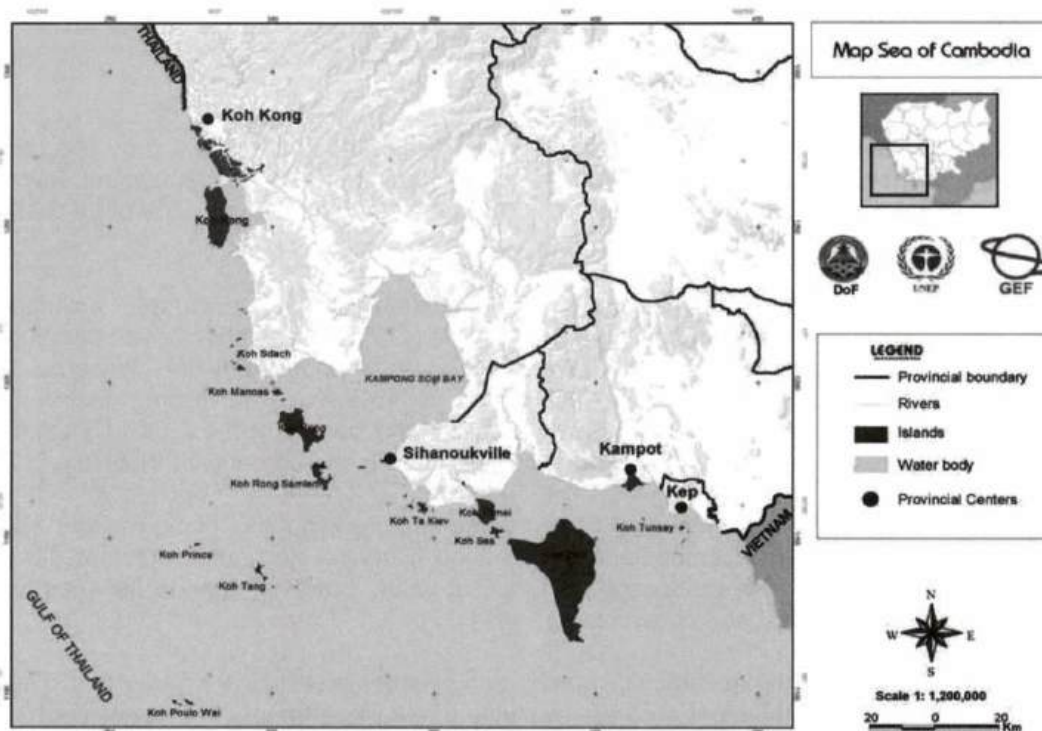 Map Sea of Cambodia
THAILAND
Koh Kong
Koh Kong
Koh Sdach
KAMPONG SOM BAY
Koh Manoas
Sihanoukville
Koh Rong Samlem
Kampot
Kep
Koh Ta Kiev
Koh Ses
Koh Tunsay
VIETNAM
Koh Prince
Koh Tang
GULF OF THAILAND
Koh Poulo Wai
DoF
UNEP
GEF
LEGEND
Provincial boundary
Rivers
Islands
Water body
Provincial Centers
N
W
E
S
Scale 1: 1,200,000
20 0 20
Km